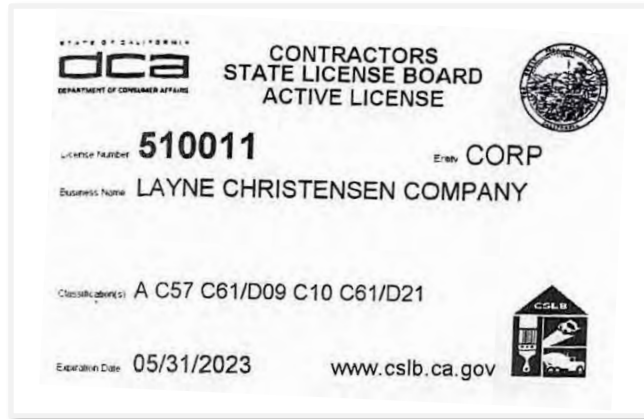 STATE OF CALIFORNIA
dca
DEPARTMENT OF CONSUMER AFFAIRS
CONTRACTORS
STATE LICENSE BOARD
ACTIVE LICENSE
License Number 510011
Entity CORP
Business Name LAYNE CHRISTENSEN COMPANY
Classification(s) A C57 C61/D09 C10 C61/D21
CSLB
Expiration Date 05/31/2023
www.cslb.ca.gov